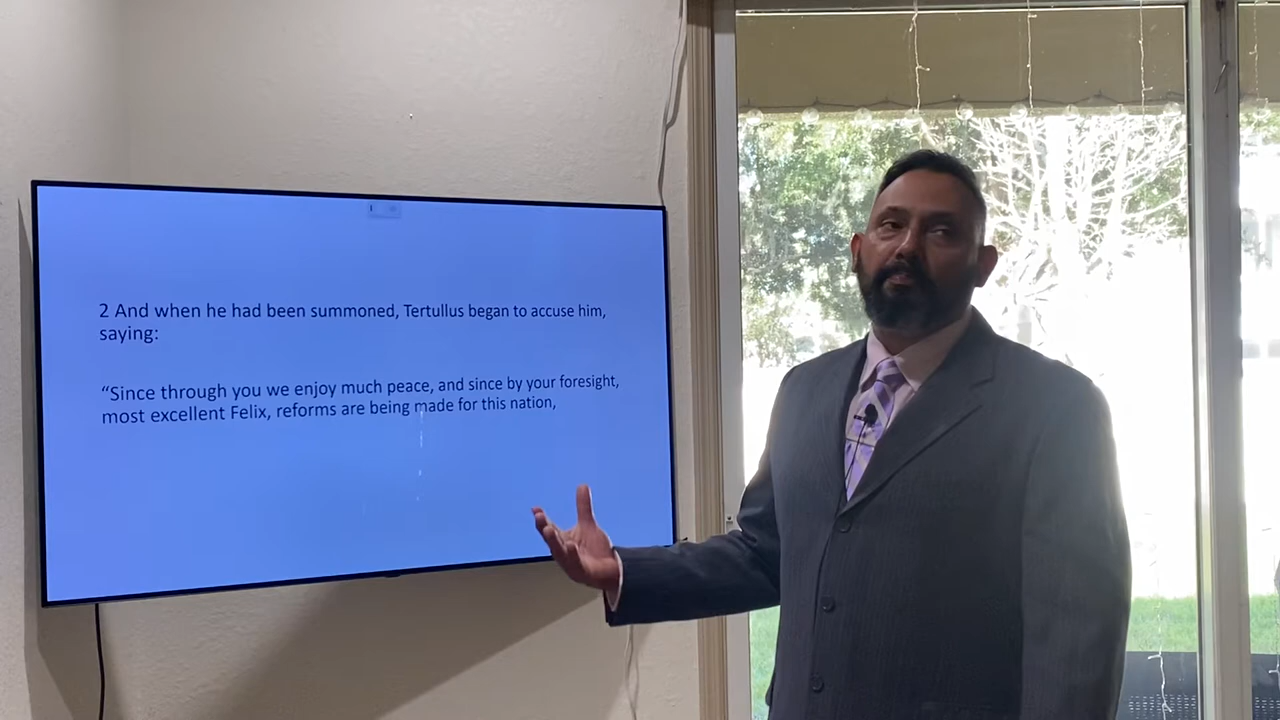 2 And when he had been summoned, Tertullus began to accuse him,
saying:
“Since through you we enjoy much peace, and since by your foresight,
most excellent Felix, reforms are being made for this nation,